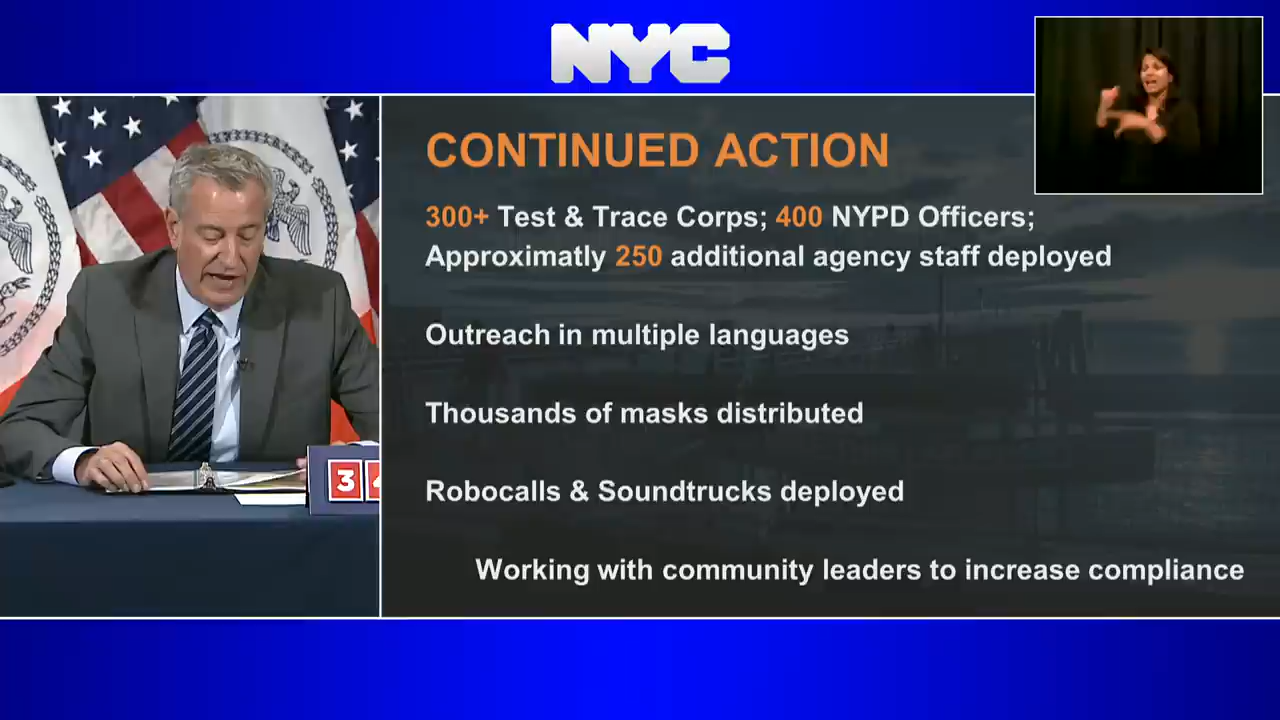 NYC
CONTINUED ACTION
300+ Test & Trace Corps; 400 NYPD Officers;
Approximatly 250 additional agency staff deployed
Outreach in multiple languages
Thousands of masks distributed
Robocalls & Soundtrucks deployed
Working with community leaders to increase compliance
3